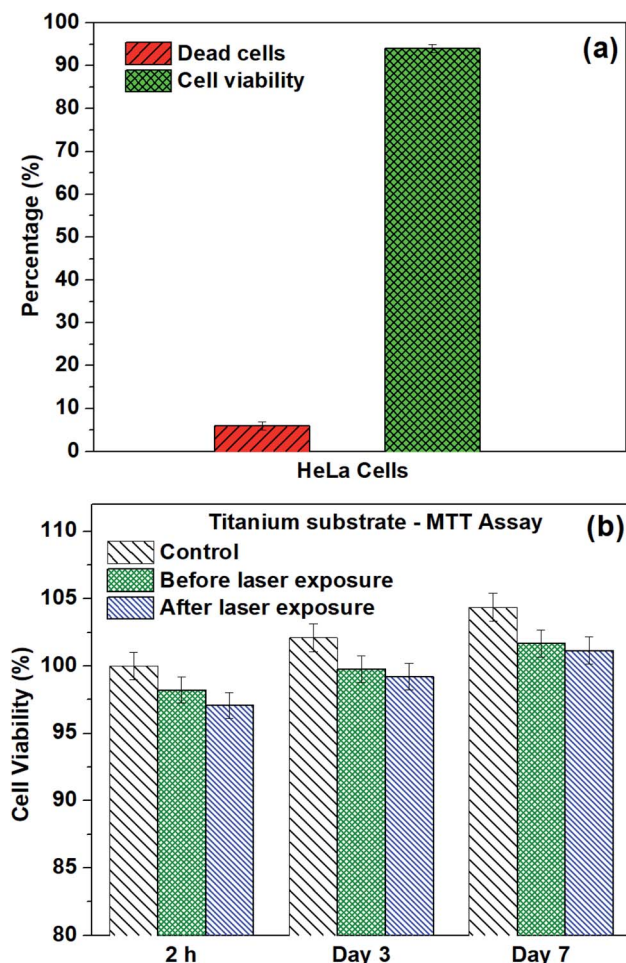 100
(a)
Dead cells
90
Cell viability
80
70
60
50
40
30
20
10
0
Percentage (%)
HeLa Cells
Titanium substrate - MTT Assay
(b)
110
Control
Before laser exposure
105
After laser exposure
100
95
90
85
80
Cell Viability (%)
2 h Day 3 Day 7